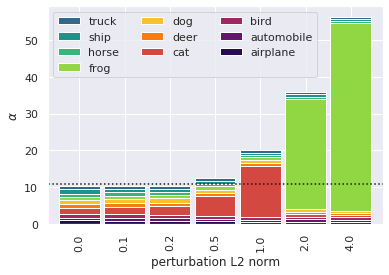 truck
ship
horse
frog
dog
deer
cat
bird
automobile
airplane
α
50
40
30
20
10
0
0.0 0.1 0.2 0.5 1.0 2.0 4.0
perturbation L2 norm